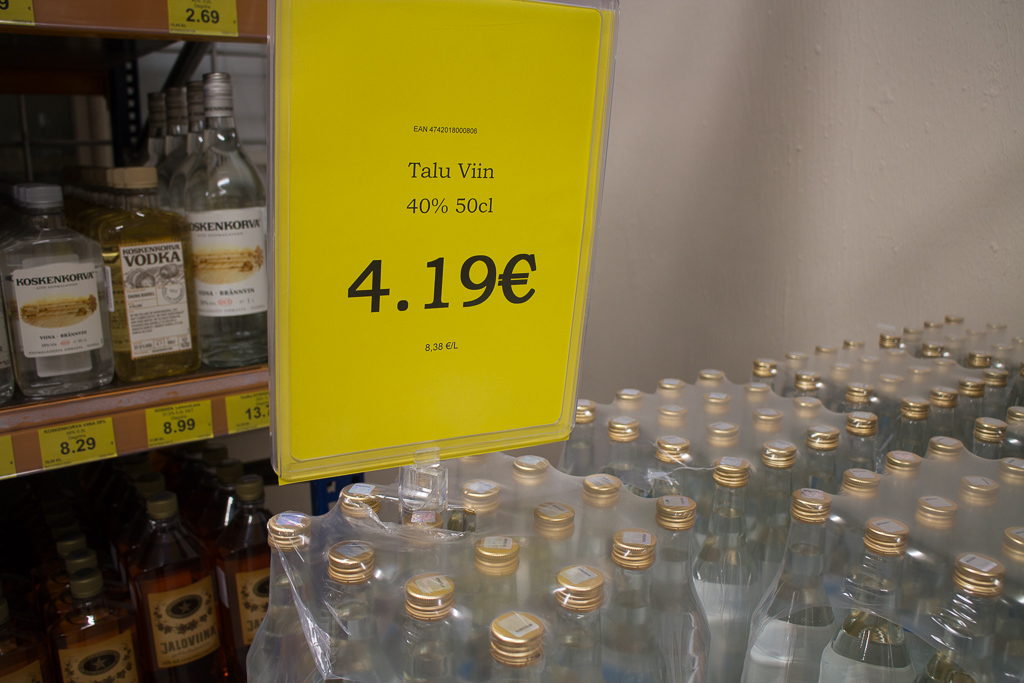 2.69
EAN 4742018000806
Talu Viin
40% 50cl
4.19€
8,38 €/L
KOSKENKORVA
VIINA - BRÄNNVIN
KOSKENKORVA
VODKA
KOSKENKORVA
VIINA - BRÄNNVIN
8.29
8.99
13.
JALOVIINA